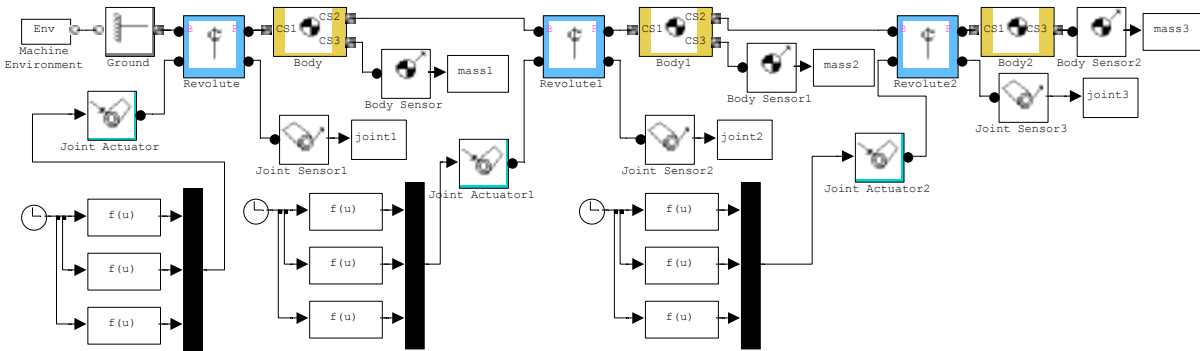 Env
Machine
Environment
Ground
B
F
Revolute
CS1
CS2
CS3
Body
Body Sensor
mass1
Joint Actuator
Joint Sensor1
joint1
B
F
Revolute1
CS1
CS2
CS3
Body1
Body Sensor1
mass2
Joint Actuator1
Joint Sensor2
joint2
B
F
Revolute2
CS1
CS3
Body2
Body Sensor2
mass3
Joint Sensor3
joint3
Joint Actuator2
f(u)
f(u)
f(u)
f(u)
f(u)
f(u)
f(u)
f(u)
f(u)